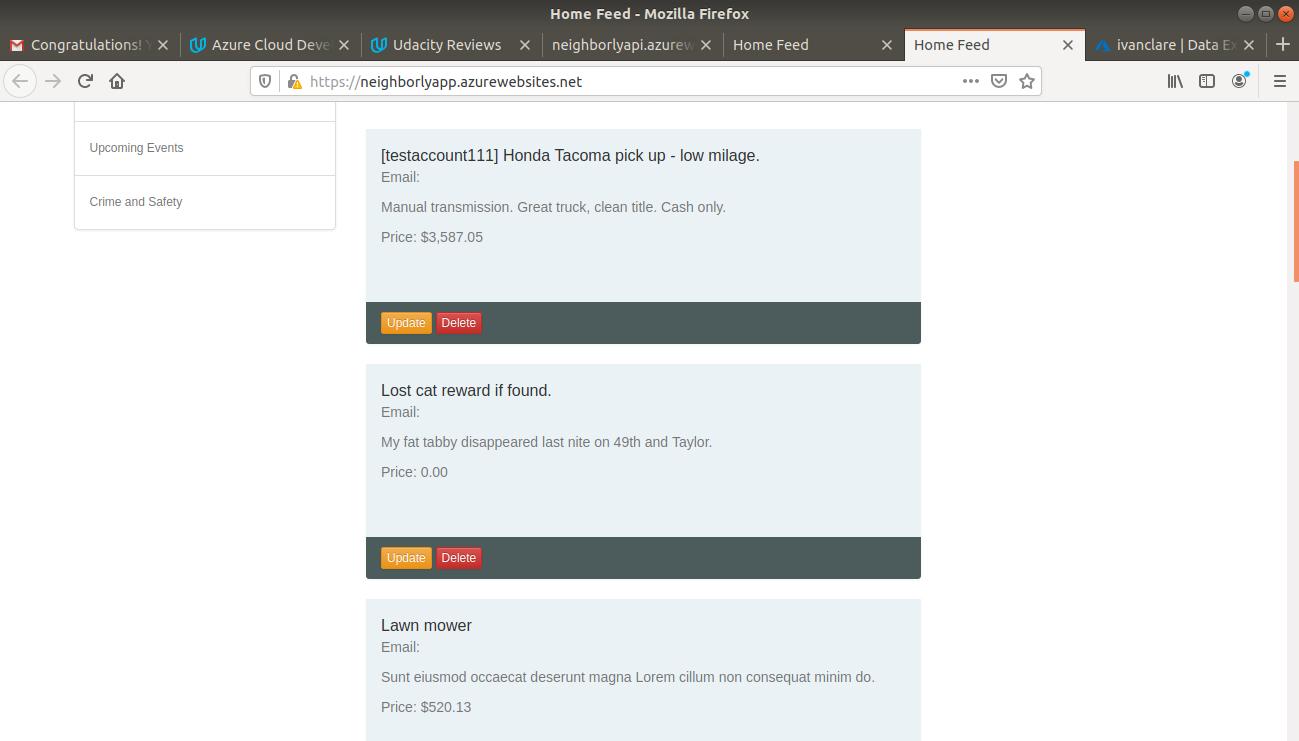 Home Feed - Mozilla Firefox
Congratulations!
Azure Cloud Deve
Udacity Reviews
neighborlyapi.azurew
Home Feed
Home Feed
ivanclare | Data Ex
https://neighborlyapp.azurewebsites.net
Upcoming Events
Crime and Safety
[testaccount111] Honda Tacoma pick up - low milage.
Email:
Manual transmission. Great truck, clean title. Cash only.
Price: $3,587.05
Update Delete
Lost cat reward if found.
Email:
My fat tabby disappeared last nite on 49th and Taylor.
Price: 0.00
Update Delete
Lawn mower
Email:
Sunt eiusmod occaecat deserunt magna Lorem cillum non consequat minim do.
Price: $520.13